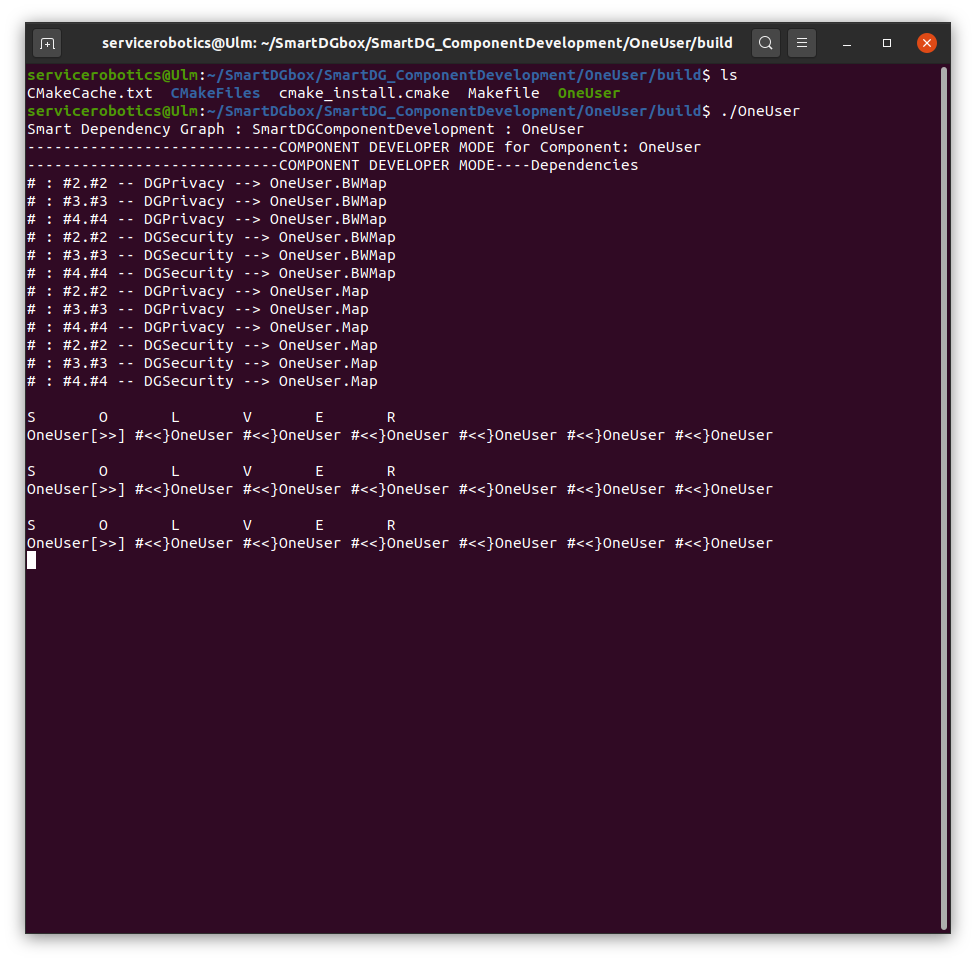 servicerobotics@Ulm: ~/SmartDGbox/SmartDG_ComponentDevelopment/OneUser/build
servicerobotics@Ulm:~/SmartDGbox/SmartDG_ComponentDevelopment/OneUser/build$ ls
CMakeCache.txt  CMakeFiles  cmake_install.cmake  Makefile  OneUser
servicerobotics@Ulm:~/SmartDGbox/SmartDG_ComponentDevelopment/OneUser/build$ ./OneUser
Smart Dependency Graph : SmartDGComponentDevelopment : OneUser
----------------------------COMPONENT DEVELOPER MODE for Component: OneUser
----------------------------COMPONENT DEVELOPER MODE----Dependencies
# : #2.#2 -- DGPrivacy --> OneUser.BWMap
# : #3.#3 -- DGPrivacy --> OneUser.BWMap
# : #4.#4 -- DGPrivacy --> OneUser.BWMap
# : #2.#2 -- DGSecurity --> OneUser.BWMap
# : #3.#3 -- DGSecurity --> OneUser.BWMap
# : #4.#4 -- DGSecurity --> OneUser.BWMap
# : #2.#2 -- DGPrivacy --> OneUser.Map
# : #3.#3 -- DGPrivacy --> OneUser.Map
# : #4.#4 -- DGPrivacy --> OneUser.Map
# : #2.#2 -- DGSecurity --> OneUser.Map
# : #3.#3 -- DGSecurity --> OneUser.Map
# : #4.#4 -- DGSecurity --> OneUser.Map
S       O       L       V       E       R
OneUser[>>] #<<}OneUser #<<}OneUser #<<}OneUser #<<}OneUser #<<}OneUser #<<}OneUser
S       O       L       V       E       R
OneUser[>>] #<<}OneUser #<<}OneUser #<<}OneUser #<<}OneUser #<<}OneUser #<<}OneUser
S       O       L       V       E       R
OneUser[>>] #<<}OneUser #<<}OneUser #<<}OneUser #<<}OneUser #<<}OneUser #<<}OneUser